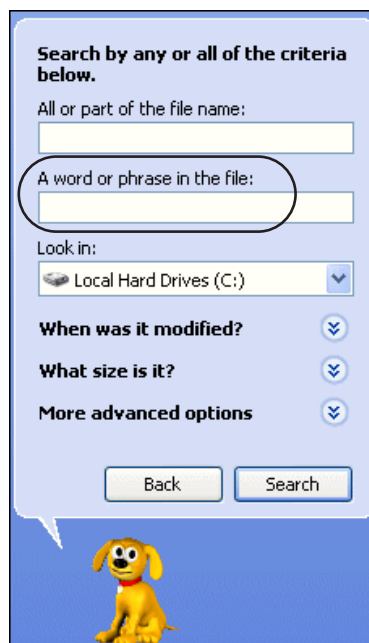 Search by any or all of the criteria
below.
All or part of the file name:
A word or phrase in the file:
Look in:
Local Hard Drives (C:)
When was it modified?
What size is it?
More advanced options
Back Search